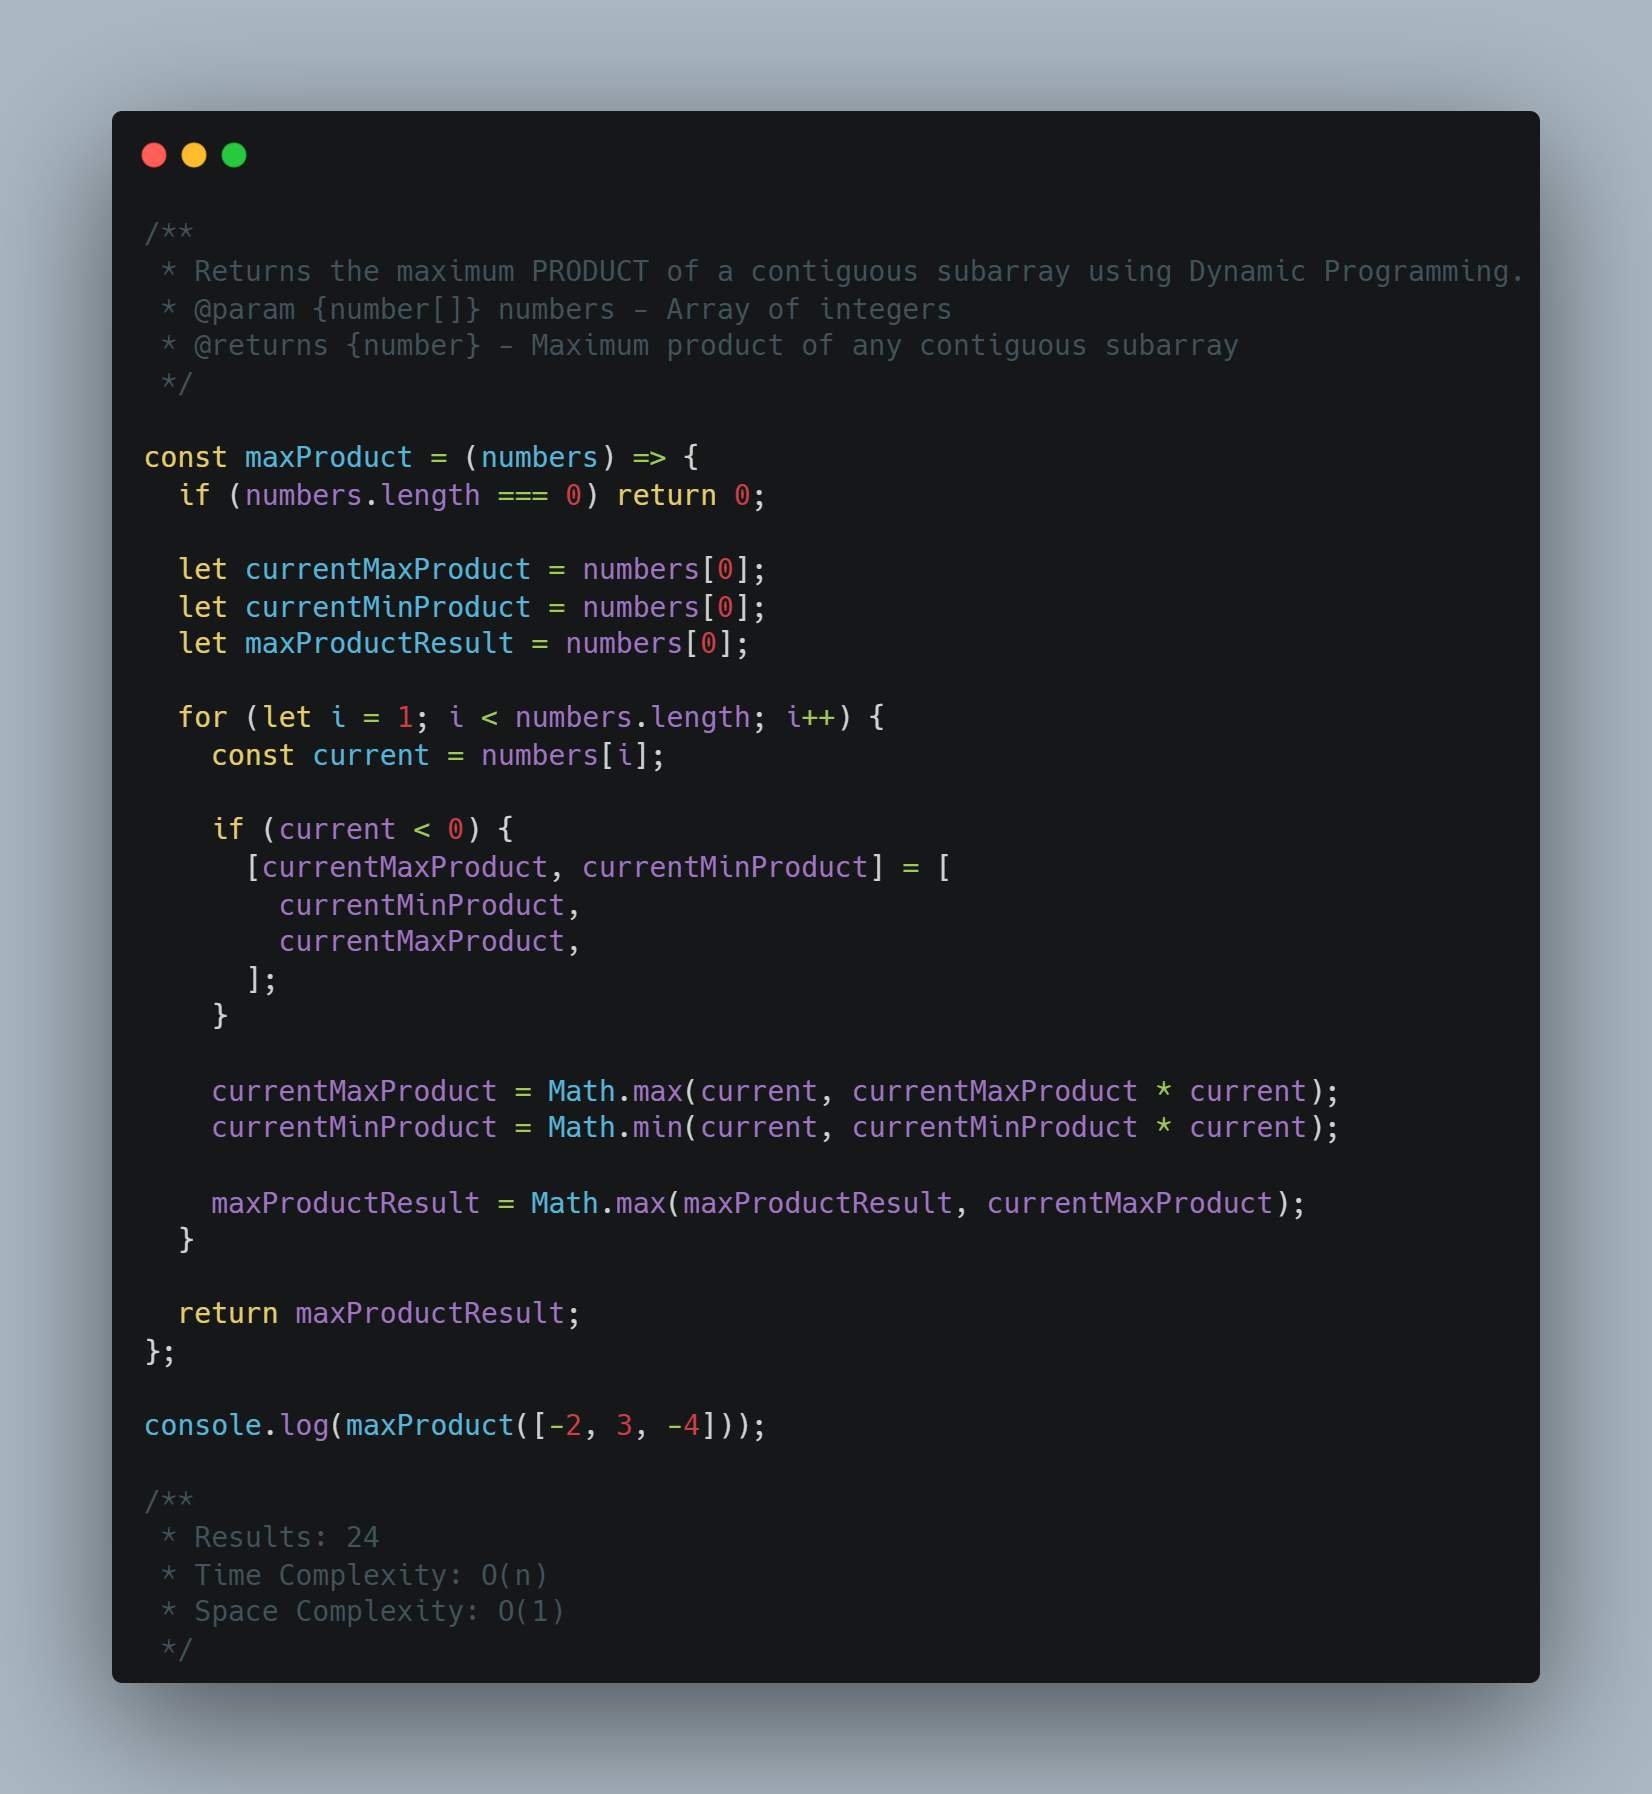 /**
 * Returns the maximum PRODUCT of a contiguous subarray using Dynamic Programming.
 * @param {number[]} numbers - Array of integers
 * @returns {number} - Maximum product of any contiguous subarray
 */

const maxProduct = (numbers) => {
  if (numbers.length === 0) return 0;

  let currentMaxProduct = numbers[0];
  let currentMinProduct = numbers[0];
  let maxProductResult = numbers[0];

  for (let i = 1; i < numbers.length; i++) {
    const current = numbers[i];

    if (current < 0) {
      [currentMaxProduct, currentMinProduct] = [
        currentMinProduct,
        currentMaxProduct,
      ];
    }

    currentMaxProduct = Math.max(current, currentMaxProduct * current);
    currentMinProduct = Math.min(current, currentMinProduct * current);

    maxProductResult = Math.max(maxProductResult, currentMaxProduct);
  }

  return maxProductResult;
};

console.log(maxProduct([-2, 3, -4]));

/**
 * Results: 24
 * Time Complexity: O(n)
 * Space Complexity: O(1)
 */